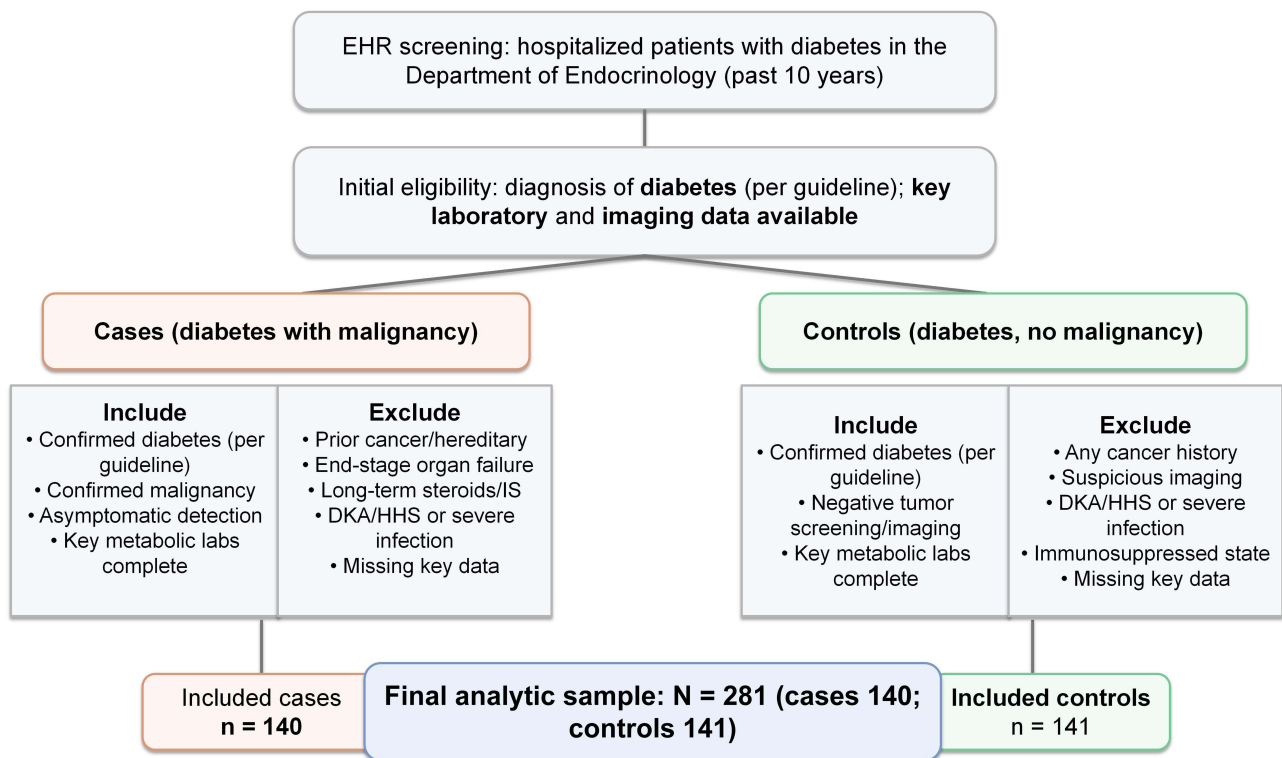 EHR screening: hospitalized patients with diabetes in the
Department of Endocrinology (past 10 years)
Initial eligibility: diagnosis of diabetes (per guideline); key
laboratory and imaging data available
Cases (diabetes with malignancy)
Include
• Confirmed diabetes (per
guideline)
• Confirmed malignancy
• Asymptomatic detection
• Key metabolic labs
complete
Exclude
• Prior cancer/hereditary
• End-stage organ failure
• Long-term steroids/IS
• DKA/HHS or severe
infection
• Missing key data
Controls (diabetes, no malignancy)
Include
• Confirmed diabetes (per
guideline)
• Negative tumor
screening/imaging
• Key metabolic labs
complete
Exclude
• Any cancer history
• Suspicious imaging
• DKA/HHS or severe
infection
• Immunosuppressed state
• Missing key data
Included cases
n = 140
Final analytic sample: N = 281 (cases 140;
controls 141)
Included controls
n = 141